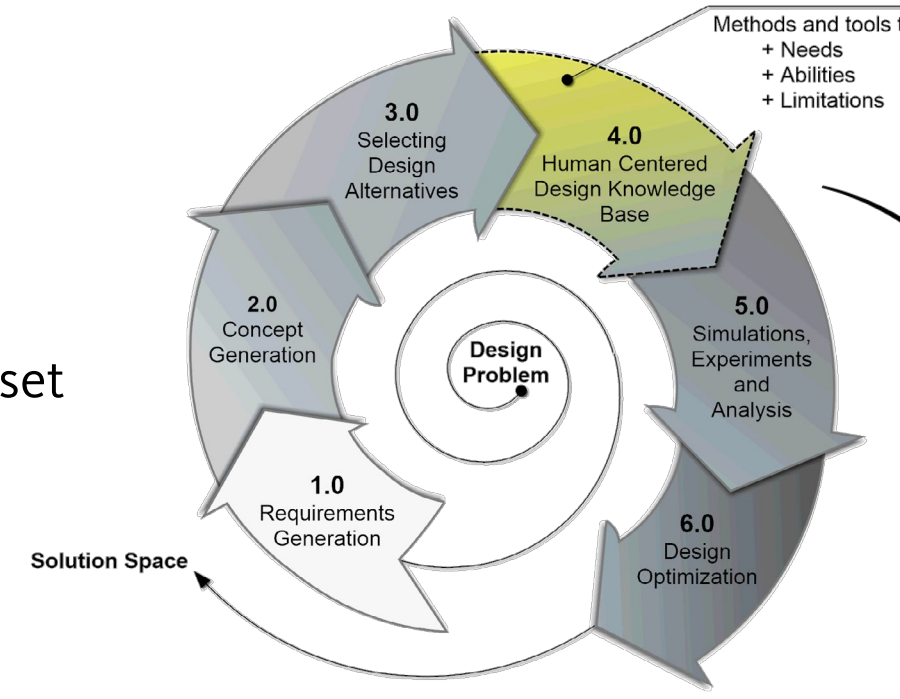 Methods and tools t
+ Needs
+ Abilities
+ Limitations
3.0
Selecting
Design
Alternatives
4.0
Human Centered
Design Knowledge
Base
2.0
Concept
Generation
5.0
Simulations,
Experiments
and
Analysis
Design
Problem
set
1.0
Requirements
Generation
6.0
Design
Optimization
Solution Space